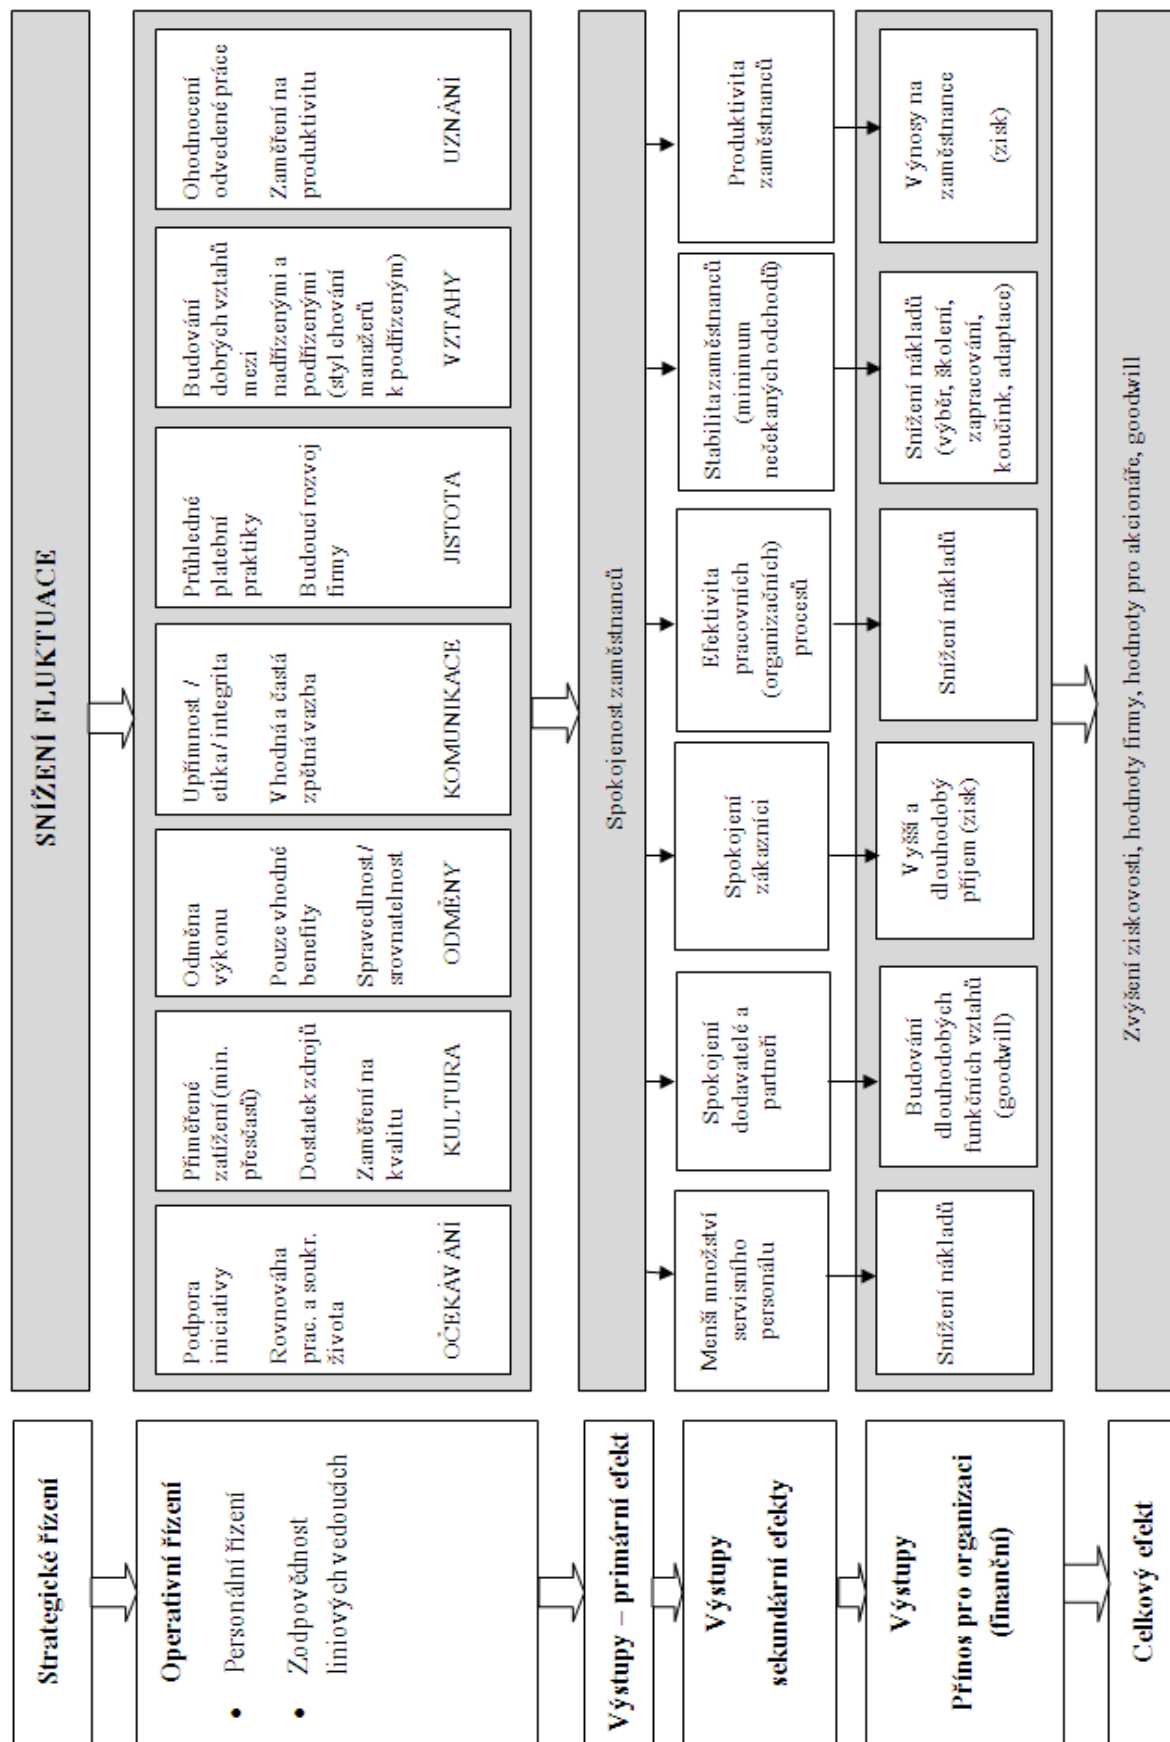 Strategické řízení
SNÍŽENÍ FLUKTUACE
Operativní řízení
• Personální řízení
• Zodpovědnost
liniových vedoucích
Podpora
iniciativy
Rovnováha
prac. a soukr.
života
OČEKÁVÁNÍ
Přiměřené
zatížení (min.
přesčasů)
Dostatek zdrojů
Zaměření na
kvalitu
KULTURA
Odměna
výkonu
Pouze vhodné
benefity
Spravedlnost/
srovnatelnost
ODMĚNY
Upřímnost /
etika/ integrita
Vhodná a častá
zpětná vazba
KOMUNIKACE
Průhledné
platební
praktiky
Budoucí rozvoj
firmy
JISTOTA
Budování
dobrých vztahů
mezi
nadřízenými a
podřízenými
(styl chování
manažerů
k podřízeným)
VZTAHY
Ohodnocení
odvedené práce
Zaměření na
produktivitu
UZNÁNÍ
Výstupy – primární efekt
Spokojenost zaměstnanců
Výstupy
sekundární efekty
Menší množství
servisního
personálu
Spokojení
dodavatelé a
partneři
Spokojení
zákazníci
Efektivita
pracovních
(organizačních)
procesů
Stabilita zaměstnanců
(minimum
nečekaných odchodů)
Produktivita
zaměstnanců
Výstupy
Přínos pro organizaci
(finanční)
Snížení nákladů
Budování
dlouhodobých
funkčních vztahů
(goodwill)
Vyšší a
dlouhodobý
příjem (zisk)
Snížení nákladů
Snížení nákladů
(výběr, školení,
zapracování,
koučink, adaptace)
Výnosy na
zaměstnance
(zisk)
Celkový efekt
Zvýšení ziskovosti, hodnoty firmy, hodnoty pro akcionáře, goodwill